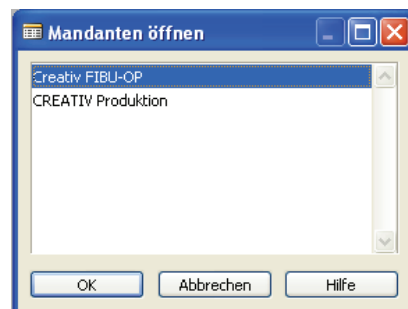 Mandanten öffnen
Creativ FIBU-OP
CREATIV Produktion
OK Abbrechen Hilfe